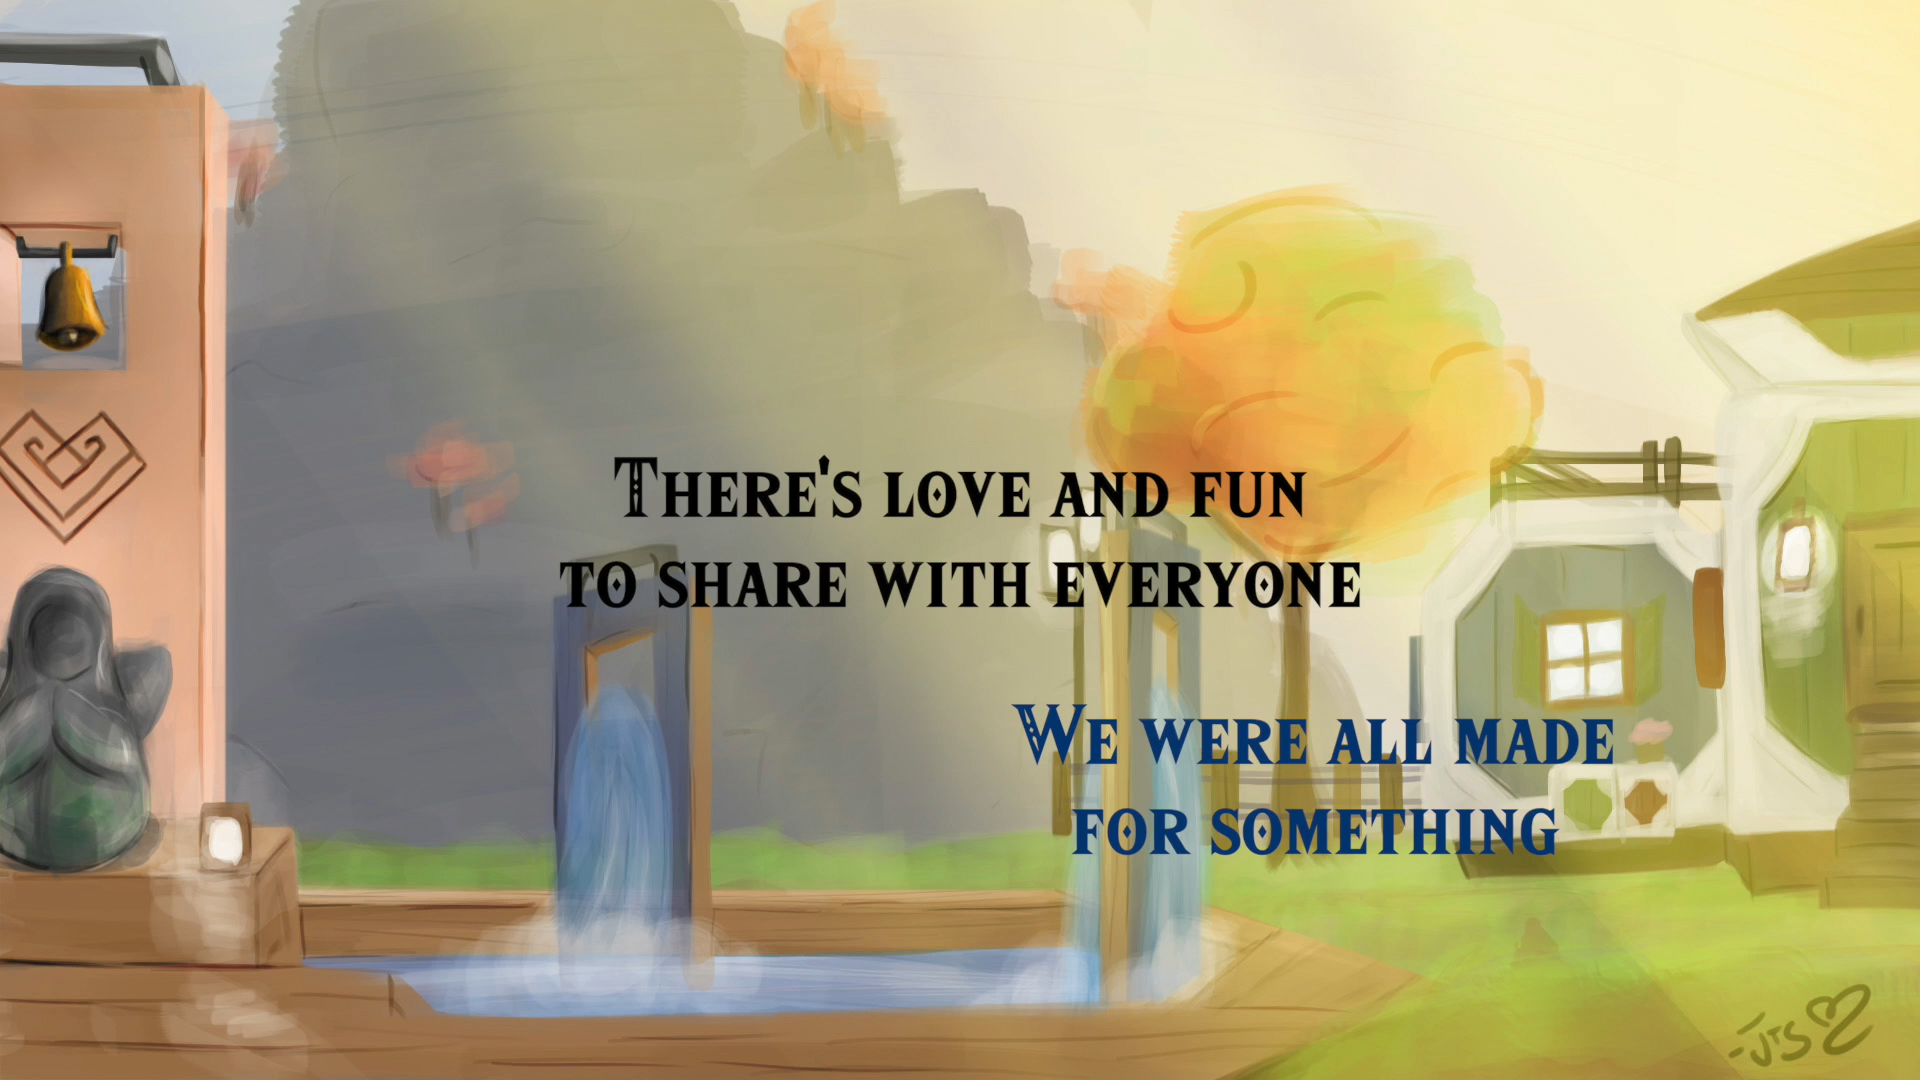 There's love and fun
to share with everyone
We were all made
for something
-JTS